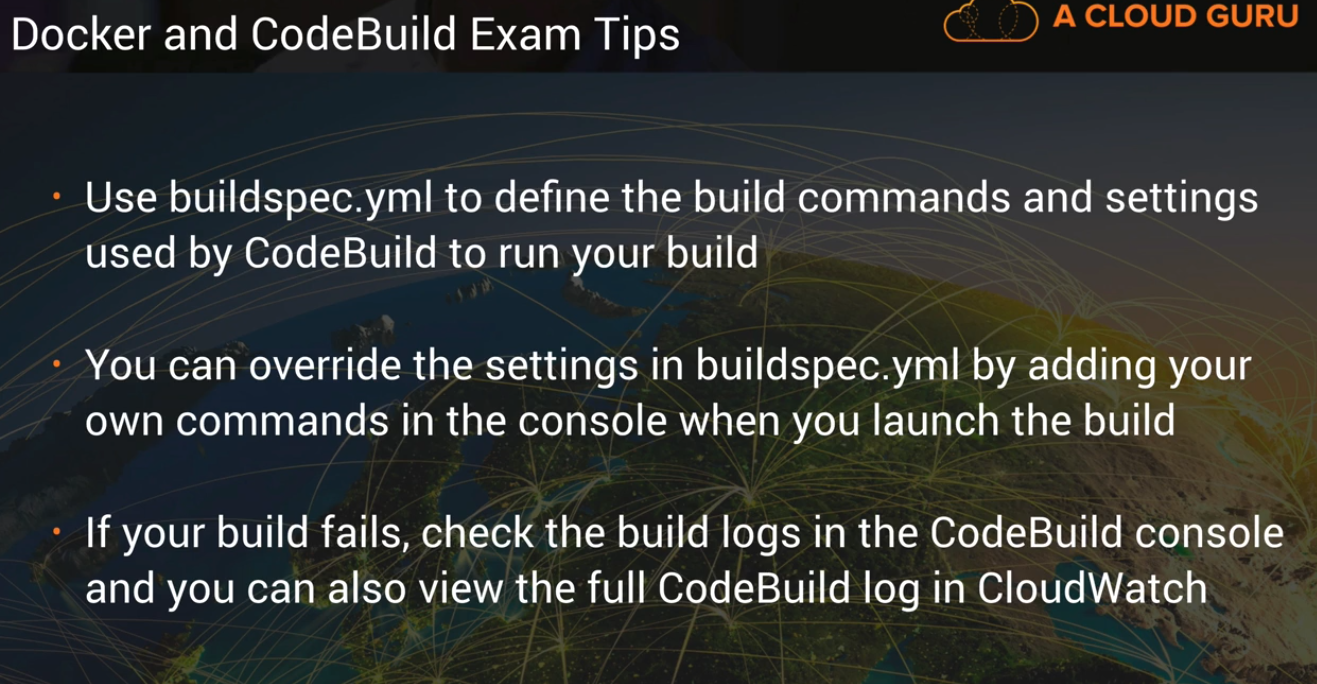 Docker and CodeBuild Exam Tips
A CLOUD GURU
• Use buildspec.yml to define the build commands and settings
used by CodeBuild to run your build
• You can override the settings in buildspec.yml by adding your
own commands in the console when you launch the build
• If your build fails, check the build logs in the CodeBuild console
and you can also view the full CodeBuild log in CloudWatch